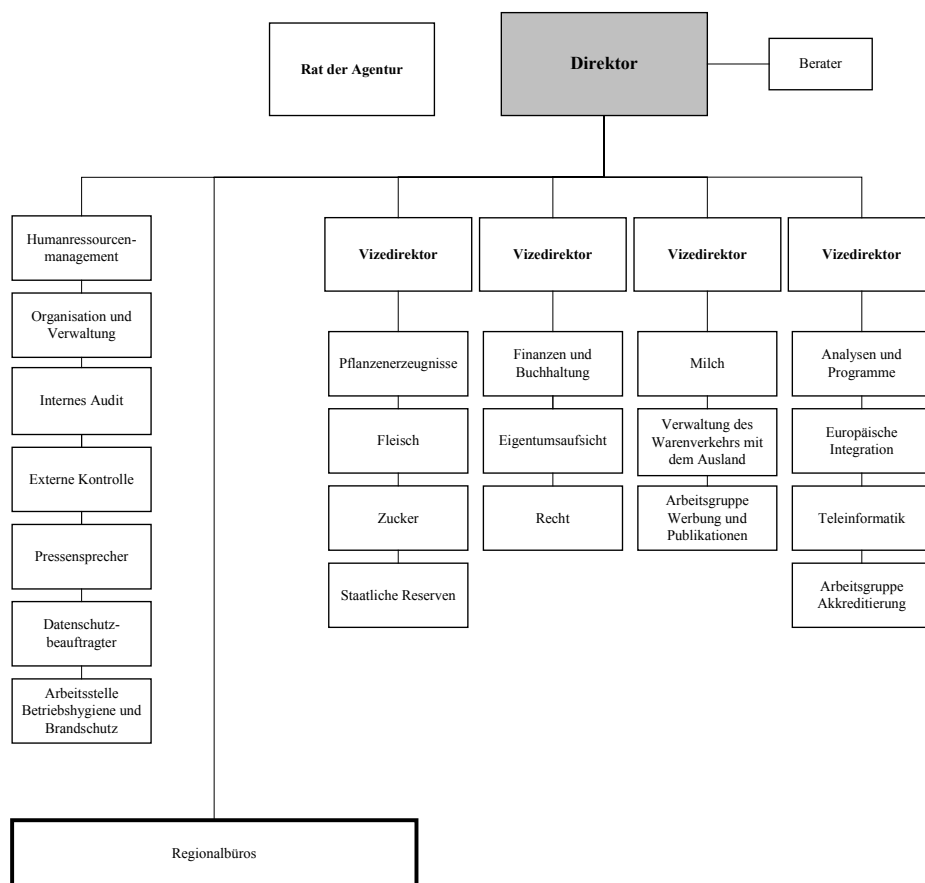 Rat der Agentur
Direktor
Berater
Humanressourcen-
management
Organisation und
Verwaltung
Internes Audit
Externe Kontrolle
Pressensprecher
Datenschutz-
beauftragter
Arbeitsstelle
Betriebshygiene und
Brandschutz
Vizedirektor
Pflanzenerzeugnisse
Fleisch
Zucker
Staatliche Reserven
Vizedirektor
Finanzen und
Buchhaltung
Eigentumsaufsicht
Recht
Vizedirektor
Milch
Verwaltung des
Warenverkehrs mit
dem Ausland
Arbeitsgruppe
Werbung und
Publikationen
Vizedirektor
Analysen und
Programme
Europäische
Integration
Teleinformatik
Arbeitsgruppe
Akkreditierung
Regionalbüros